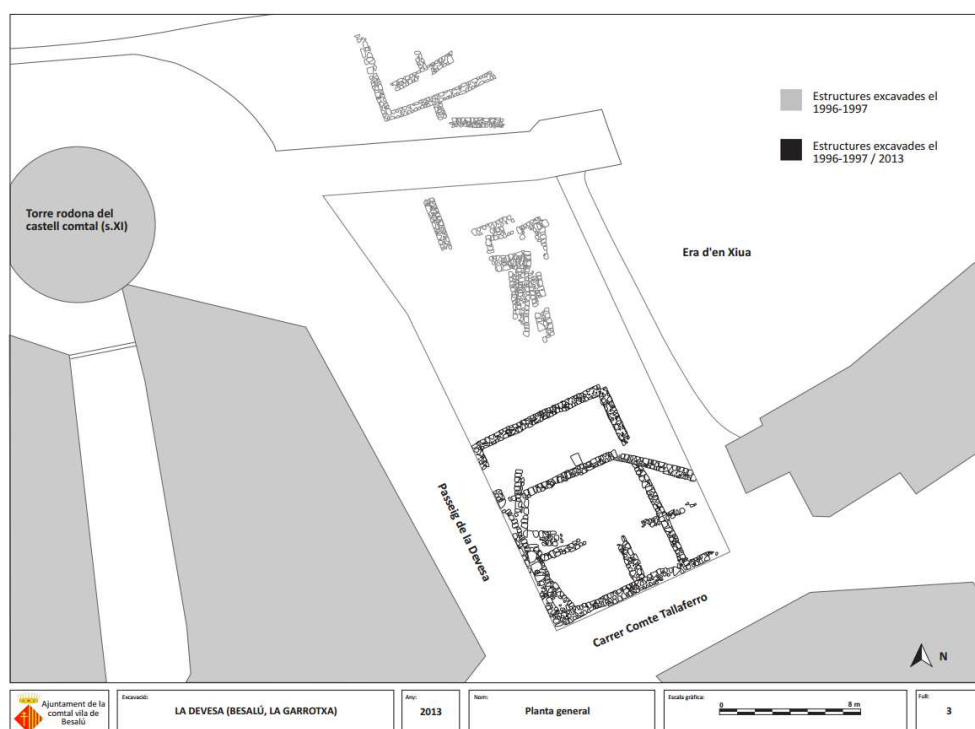 Estructures excavades el
1996-1997
Estructures excavades el
1996-1997 / 2013
Torre rodona del
castell comtal (s.XI)
Era d'en Xiua
Passeig de la Devesa
Carrer Comte Tallaferro
N
Ajuntament de la
comtal vila de
Besalú
Excavació:
LA DEVESA (BESALÚ, LA GARROTXA)
Any:
2013
Nom:
Planta general
Escala gràfica:
0
8 m
Full:
3